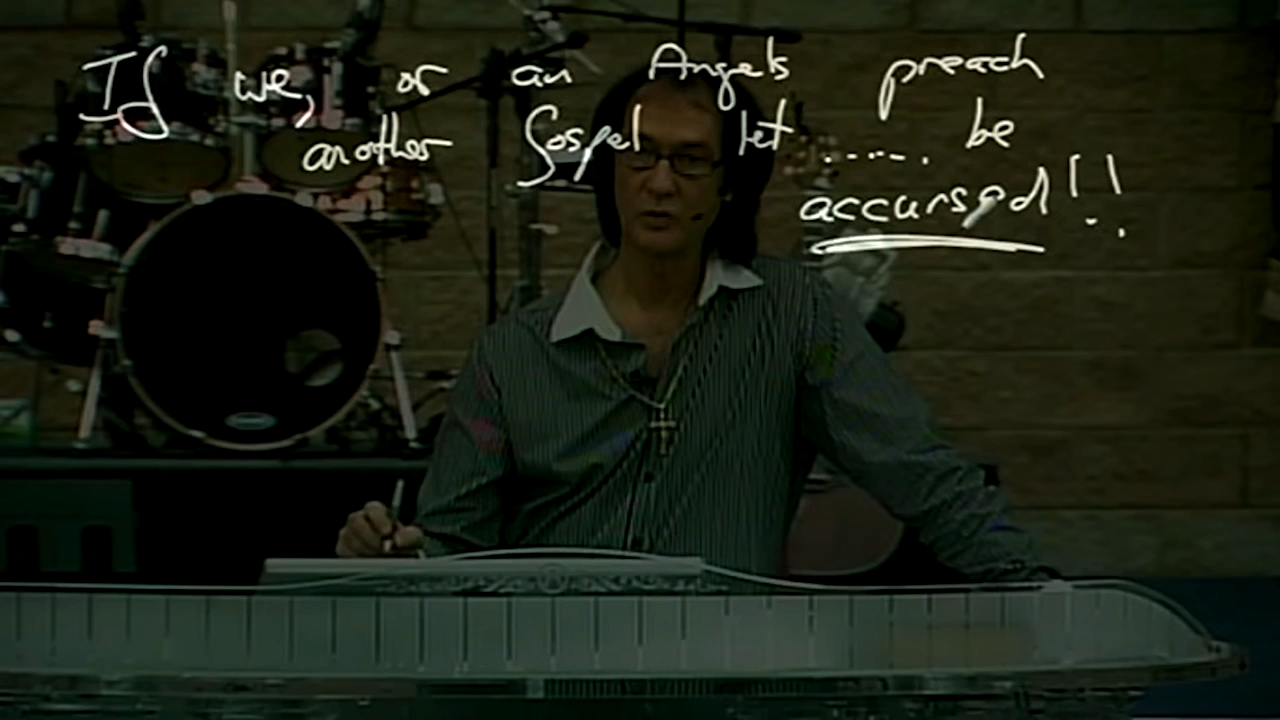 If we, or an Angels preach
another Gospel let ...... be
accursed!!